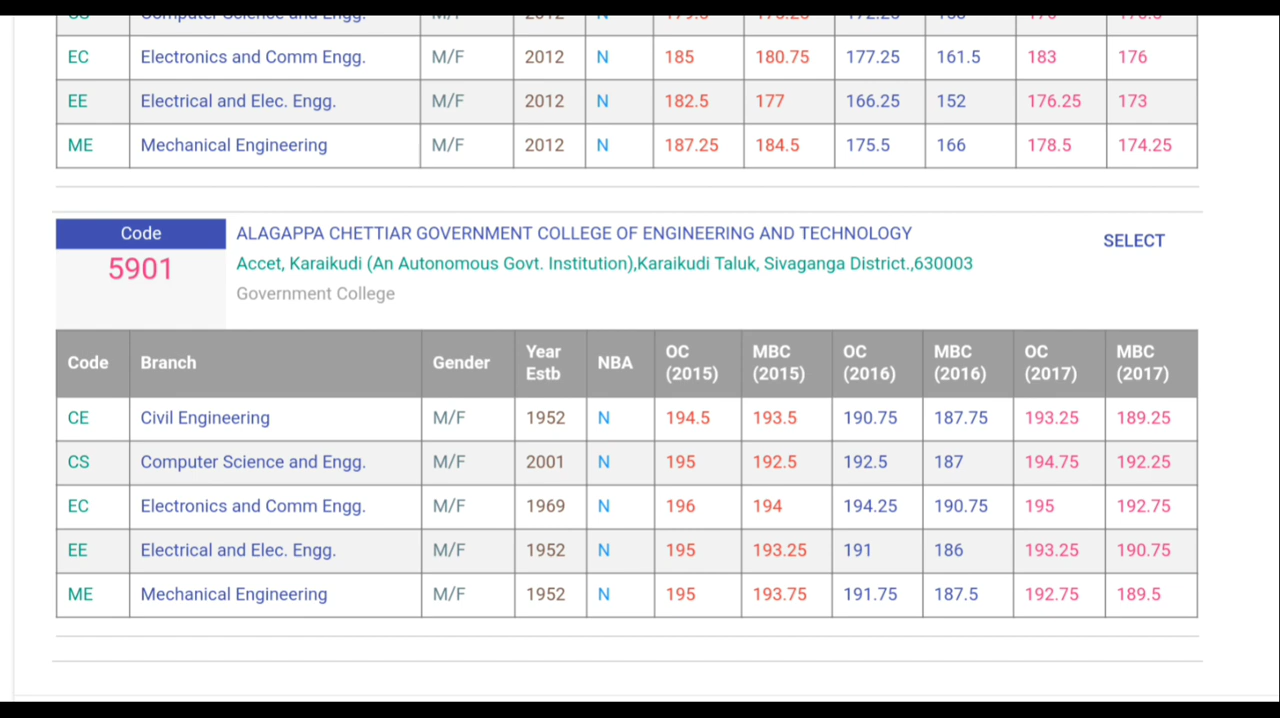 EC Electronics and Comm Engg. M/F 2012 N 185 180.75 177.25 161.5 183 176
EE Electrical and Elec. Engg. M/F 2012 N 182.5 177 166.25 152 176.25 173
ME Mechanical Engineering M/F 2012 N 187.25 184.5 175.5 166 178.5 174.25
Code ALAGAPPA CHETTIAR GOVERNMENT COLLEGE OF ENGINEERING AND TECHNOLOGY SELECT
5901 Accet, Karaikudi (An Autonomous Govt. Institution),Karaikudi Taluk, Sivaganga District.,630003
Government College
Code Branch Gender Year Estb NBA OC (2015) MBC (2015) OC (2016) MBC (2016) OC (2017) MBC (2017)
CE Civil Engineering M/F 1952 N 194.5 193.5 190.75 187.75 193.25 189.25
CS Computer Science and Engg. M/F 2001 N 195 192.5 192.5 187 194.75 192.25
EC Electronics and Comm Engg. M/F 1969 N 196 194 194.25 190.75 195 192.75
EE Electrical and Elec. Engg. M/F 1952 N 195 193.25 191 186 193.25 190.75
ME Mechanical Engineering M/F 1952 N 195 193.75 191.75 187.5 192.75 189.5